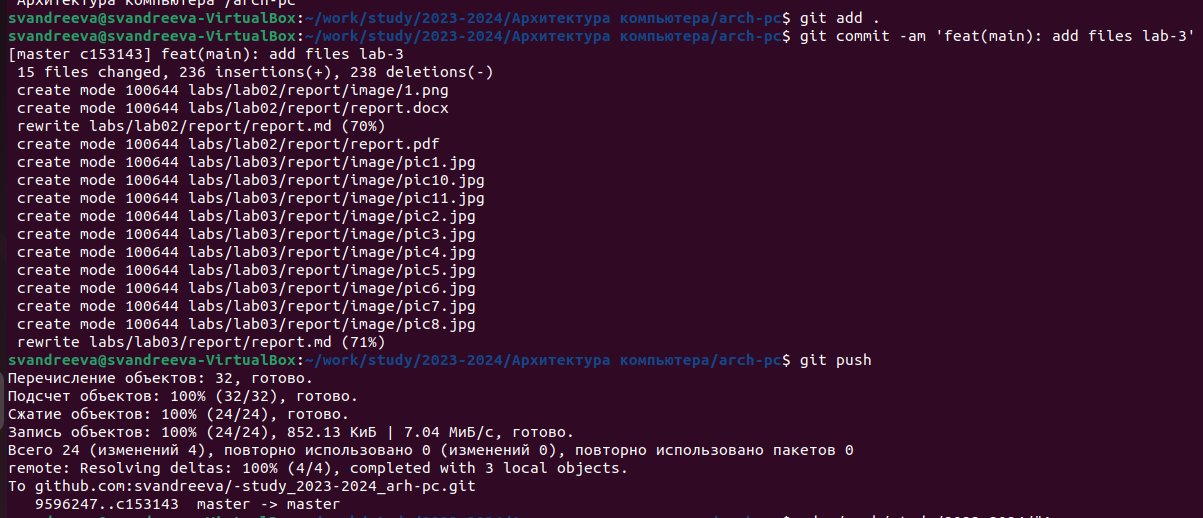 Архитектура компьютера"/arch-pc
svandreeva@svandreeva-VirtualBox:~/work/study/2023-2024/Архитектура компьютера/arch-pc$ git add .
svandreeva@svandreeva-VirtualBox:~/work/study/2023-2024/Архитектура компьютера/arch-pc$ git commit -am 'feat(main): add files lab-3'
[master c153143] feat(main): add files lab-3
 15 files changed, 236 insertions(+), 238 deletions(-)
 create mode 100644 labs/lab02/report/image/1.png
 create mode 100644 labs/lab02/report/report.docx
 rewrite labs/lab02/report/report.md (70%)
 create mode 100644 labs/lab02/report/report.pdf
 create mode 100644 labs/lab03/report/image/pic1.jpg
 create mode 100644 labs/lab03/report/image/pic10.jpg
 create mode 100644 labs/lab03/report/image/pic11.jpg
 create mode 100644 labs/lab03/report/image/pic2.jpg
 create mode 100644 labs/lab03/report/image/pic3.jpg
 create mode 100644 labs/lab03/report/image/pic4.jpg
 create mode 100644 labs/lab03/report/image/pic5.jpg
 create mode 100644 labs/lab03/report/image/pic6.jpg
 create mode 100644 labs/lab03/report/image/pic7.jpg
 create mode 100644 labs/lab03/report/image/pic8.jpg
 rewrite labs/lab03/report/report.md (71%)
svandreeva@svandreeva-VirtualBox:~/work/study/2023-2024/Архитектура компьютера/arch-pc$ git push
Перечисление объектов: 32, готово.
Подсчет объектов: 100% (32/32), готово.
Сжатие объектов: 100% (24/24), готово.
Запись объектов: 100% (24/24), 852.13 КиБ | 7.04 МиБ/с, готово.
Всего 24 (изменений 4), повторно использовано 0 (изменений 0), повторно использовано пакетов 0
remote: Resolving deltas: 100% (4/4), completed with 3 local objects.
To github.com:svandreeva/-study_2023-2024_arh-pc.git
   9596247..c153143  master -> master